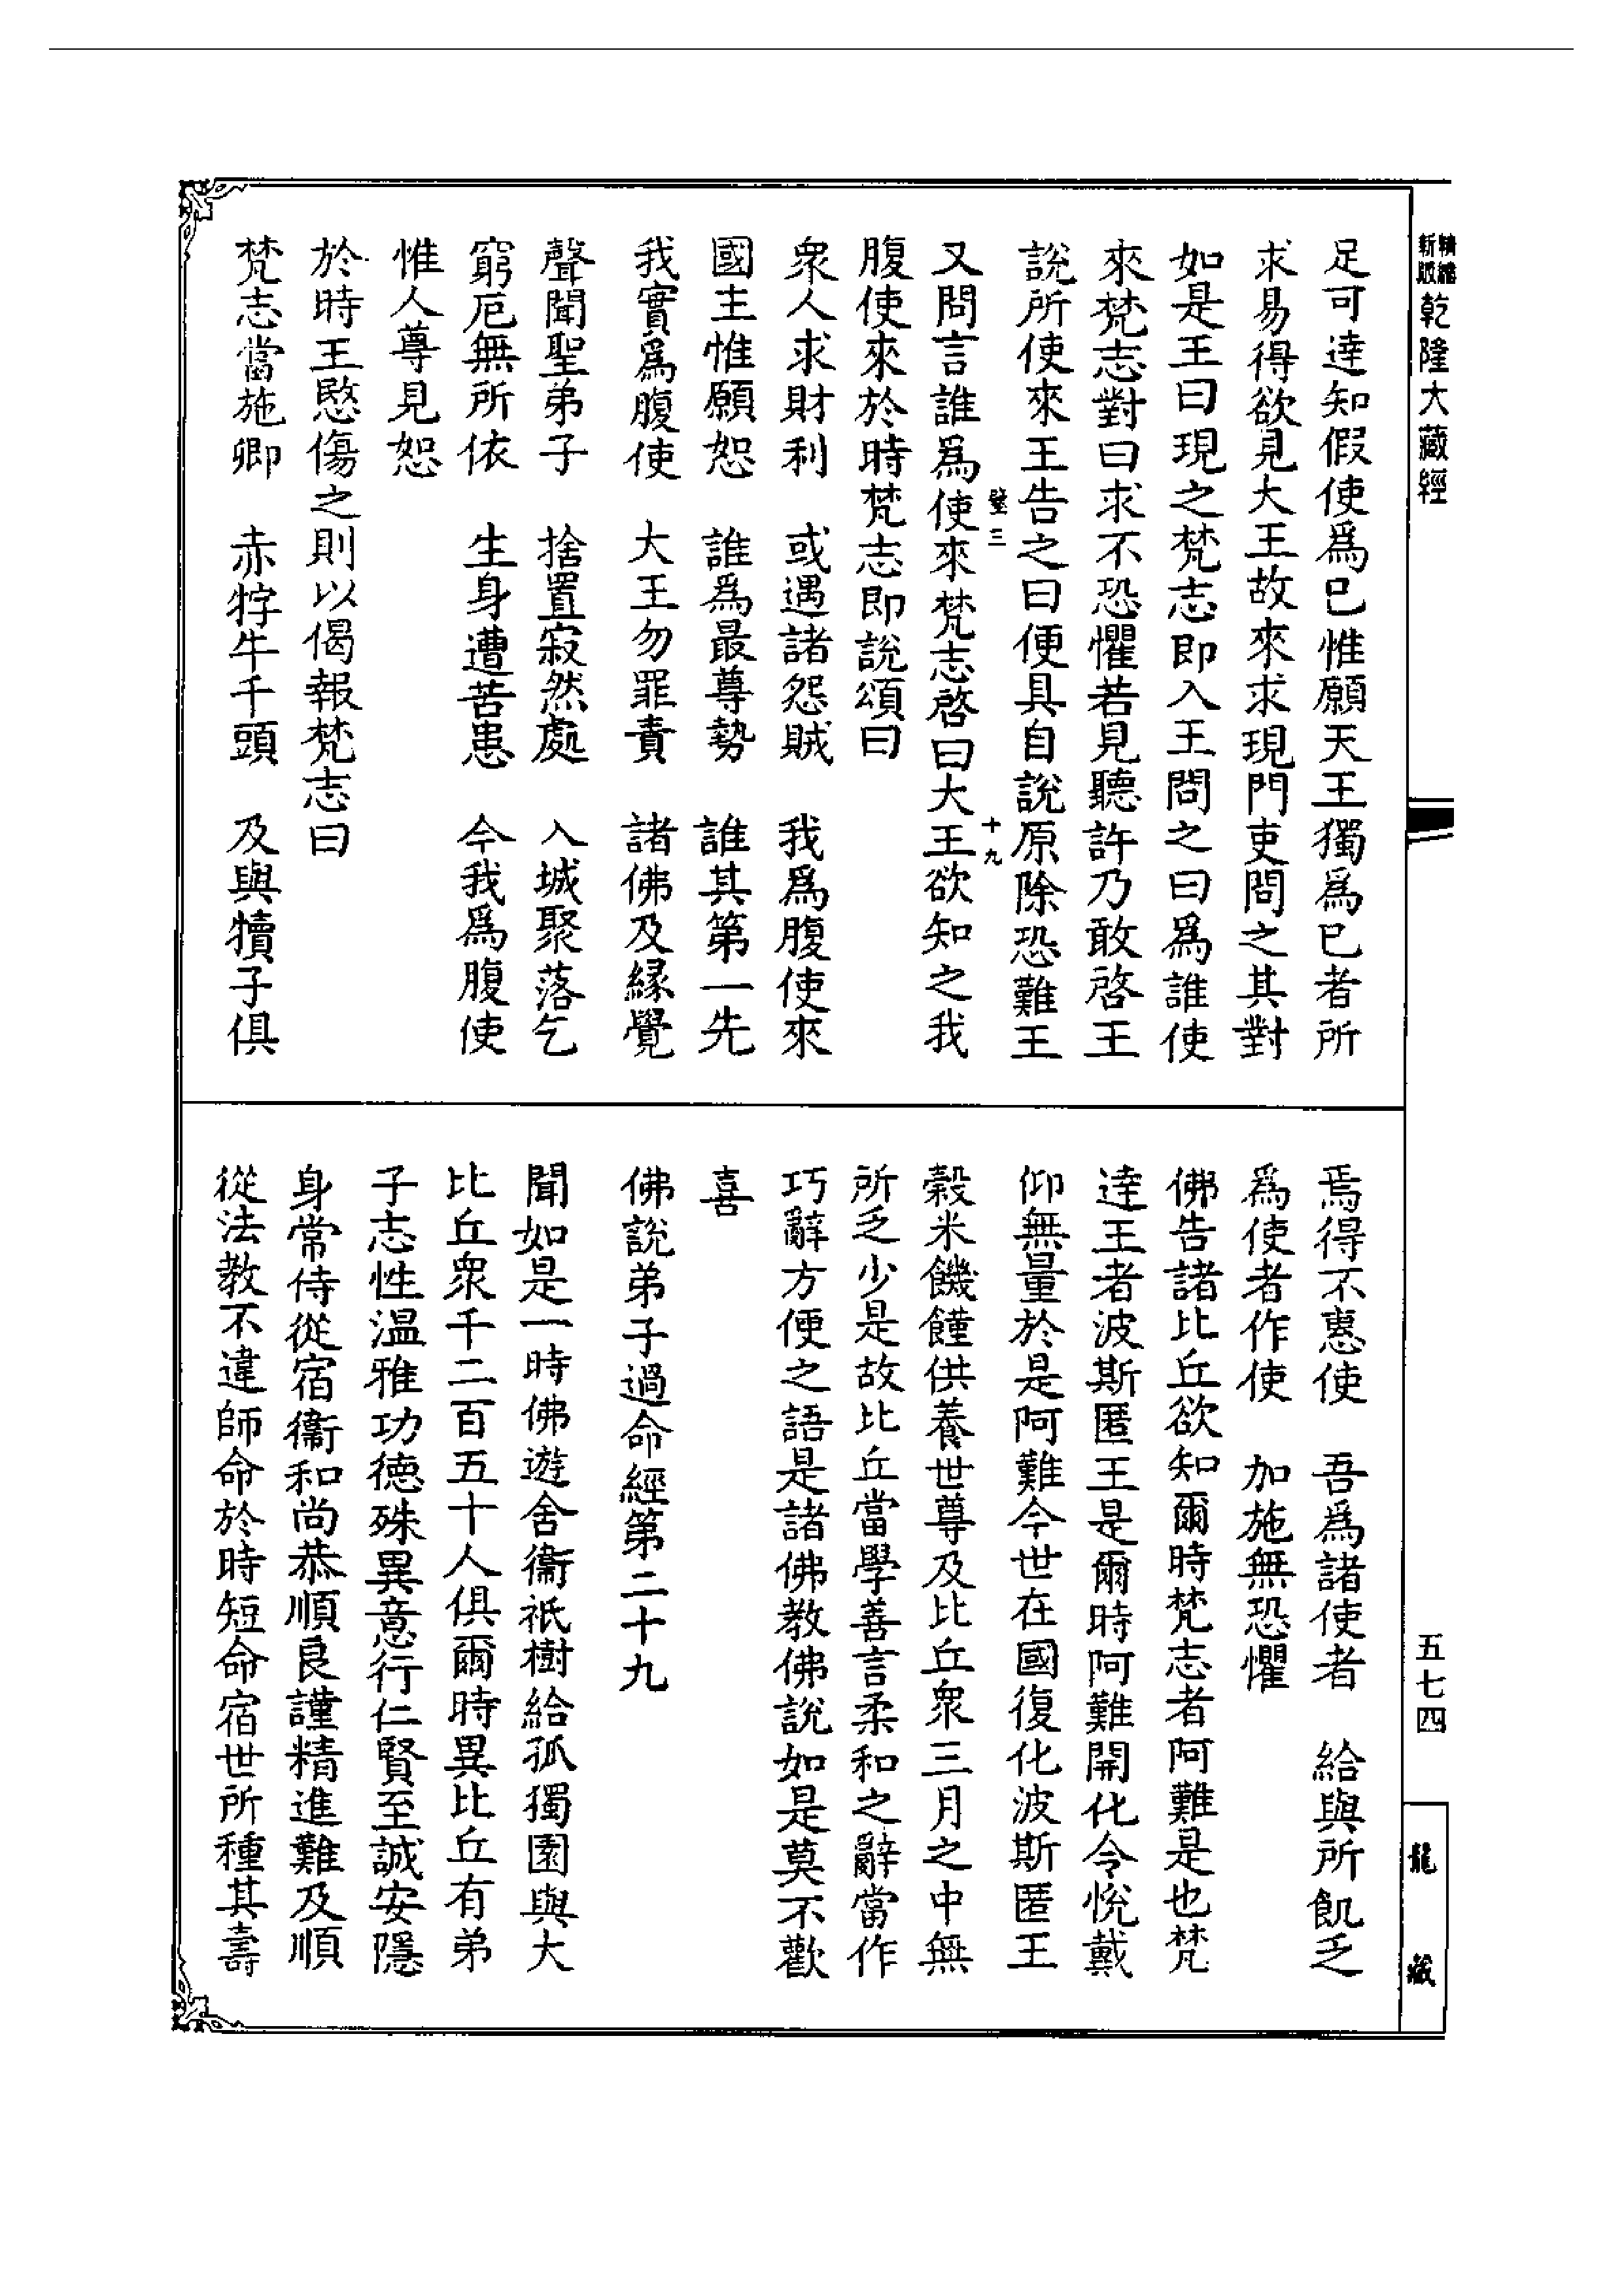 新版
乾隆大藏經
足可達知假使爲已惟願天王獨爲已者所
求易得欲見大王故來求現門吏問之其對
如是王曰現之梵志即入王問之曰爲誰使
來梵志對曰求不恐懼若見聽許乃敢啓王
說所使來王告之曰便具自說原除恐難王
三 十九
又問言誰爲使來梵志啓曰大王欲知之我
腹使來於時梵志即說頌曰
衆人求財利 或遇諸怨賊 我爲腹使來
國主惟願恕 誰爲最尊勢 誰其第一先
我實爲腹使 大王勿罪責 諸佛及緣覺
聲聞聖弟子 捨置寂然處 入城聚落乞
窮厄無所依 生身遭苦患 今我爲腹使
惟人尊見恕
於時王愍傷之則以偈報梵志曰
梵志當施卿 赤牸牛千頭 及與犢子俱
焉得不惠使 吾爲諸使者 給與所飢乏
爲使者作使 加施無恐懼
佛告諸比丘欲知爾時梵志者阿難是也梵
達王者波斯匿王是爾時阿難開化令悅戴
仰無量於是阿難今世在國復化波斯匿王
穀米饑饉供養世尊及比丘衆三月之中無
所乏少是故比丘當學善言柔和之辭當作
巧辭方便之語是諸佛教佛說如是莫不歡
喜
佛說弟子過命經第二十九
聞如是一時佛遊舍衞祇樹給孤獨園與大
比丘衆千二百五十人俱爾時異比丘有弟
子志性溫雅功德殊異意行仁賢至誠安隱
身常侍從宿衞和尚恭順良謹精進難及順
從法教不違師命於時短命宿世所種其壽
五七四
龍藏